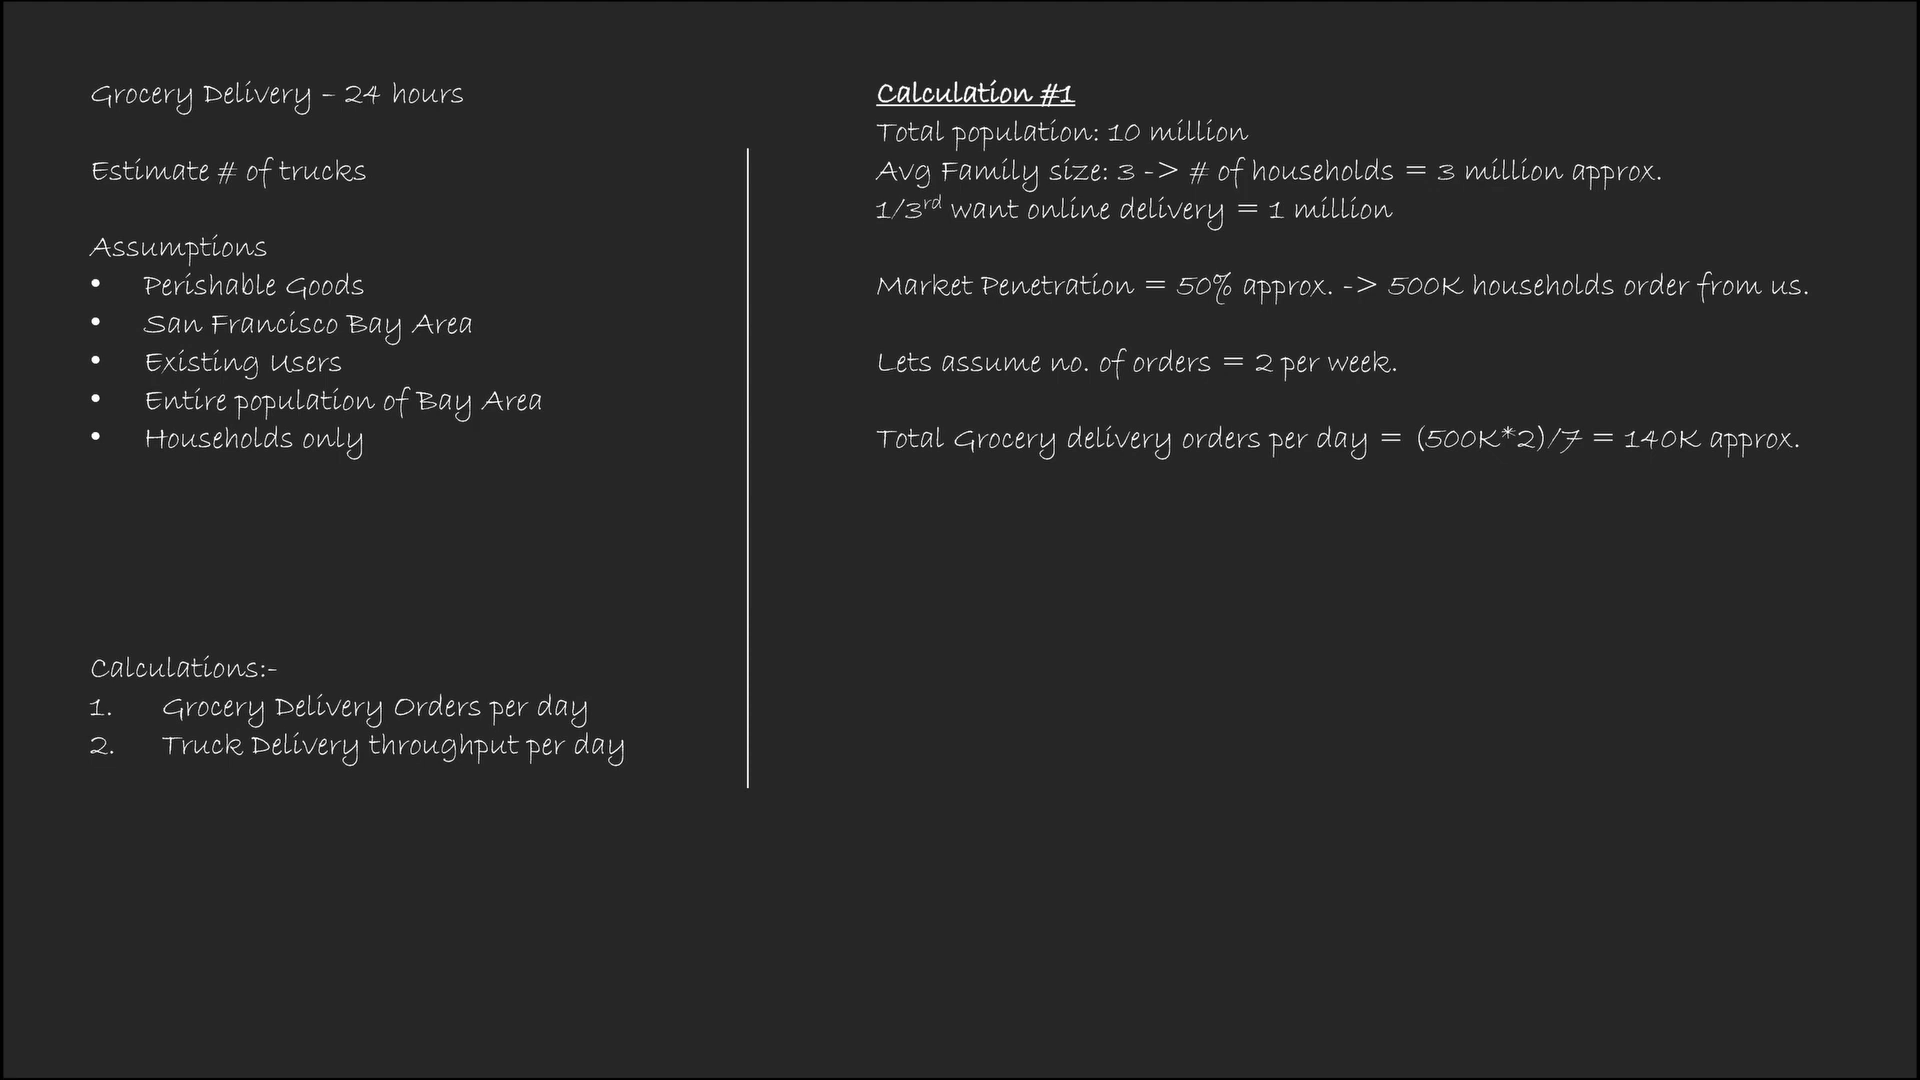 Grocery Delivery – 24 hours
Estimate # of trucks
Assumptions
• Perishable Goods
• San Francisco Bay Area
• Existing Users
• Entire population of Bay Area
• Households only
Calculations:-
1. Grocery Delivery Orders per day
2. Truck Delivery throughput per day
Calculation #1
Total population: 10 million
Avg Family size: 3 -> # of households = 3 million approx.
1/3rd want online delivery = 1 million
Market Penetration = 50% approx. -> 500K households order from us.
Lets assume no. of orders = 2 per week.
Total Grocery delivery orders per day = (500K*2)/7 = 140K approx.